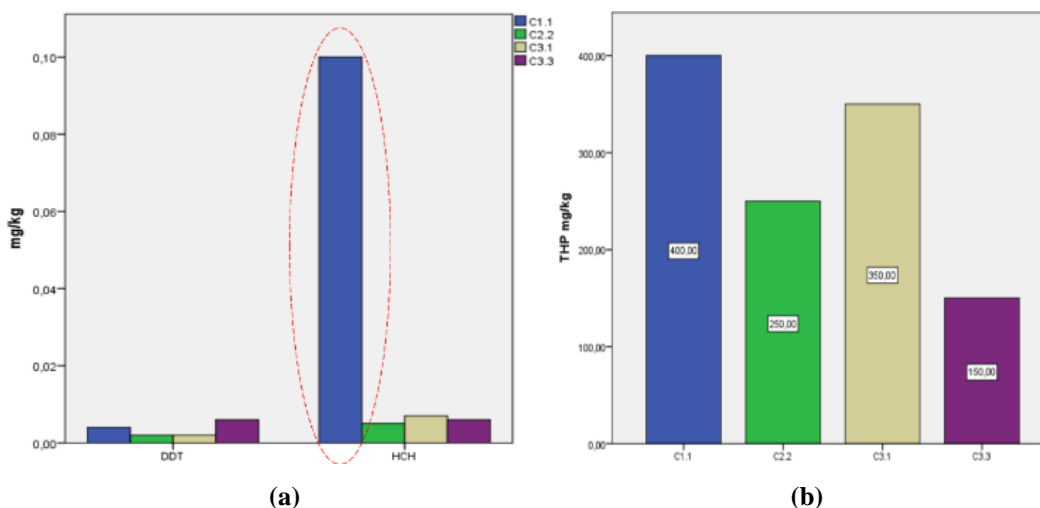 C1.1
C2.2
C3.1
C3.3
0,10
0,08
0,06
0,04
0,02
0,00
mg/kg
DDT HCH
(a)
400,00
300,00
200,00
100,00
0,00
THP mg/kg
400,00
250,00
350,00
150,00
C1.1 C2.2 C3.1 C3.3
(b)